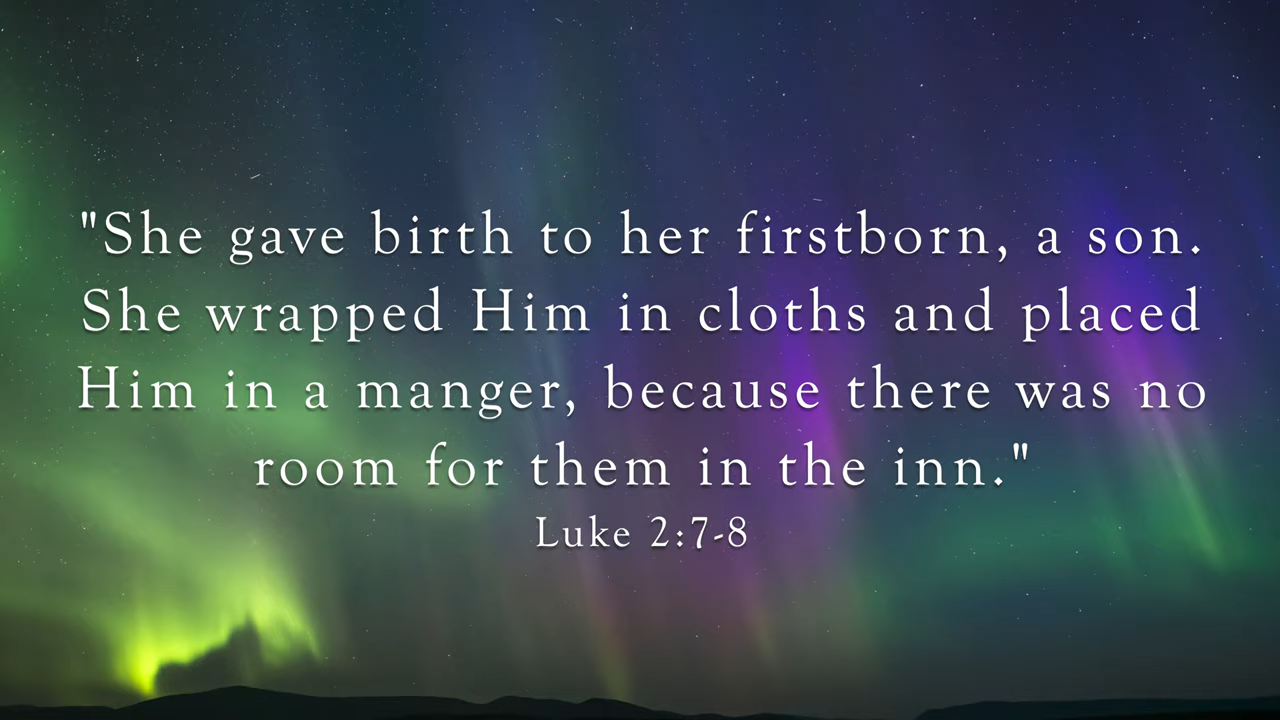 "She gave birth to her firstborn, a son.
She wrapped Him in cloths and placed
Him in a manger, because there was no
room for them in the inn."
Luke 2:7-8